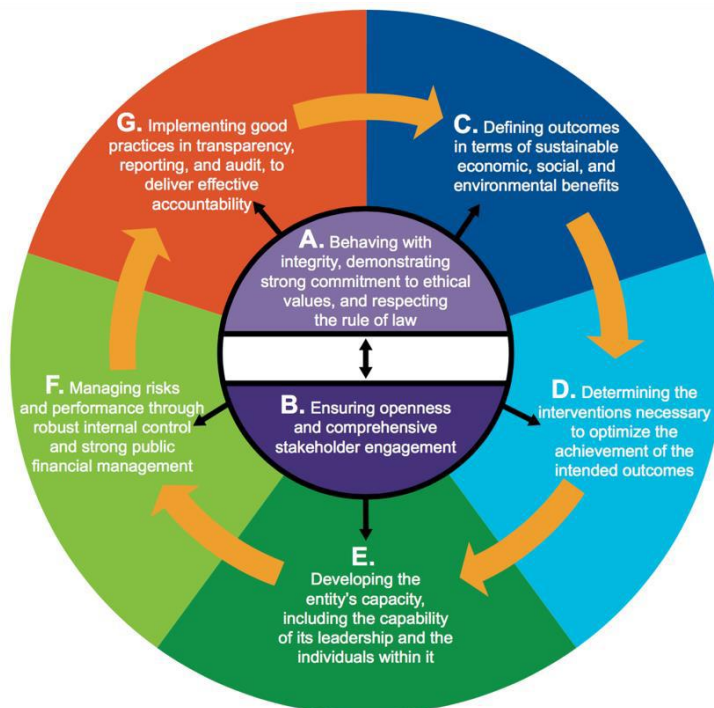 G. Implementing good
practices in transparency,
reporting, and audit, to
deliver effective
accountability
C. Defining outcomes
in terms of sustainable
economic, social, and
environmental benefits
A. Behaving with
integrity, demonstrating
strong commitment to ethical
values, and respecting
the rule of law
B. Ensuring openness
and comprehensive
stakeholder engagement
D. Determining the
interventions necessary
to optimize the
achievement of the
intended outcomes
E.
Developing the
entity's capacity,
including the capability
of its leadership and the
individuals within it
F. Managing risks
and performance through
robust internal control
and strong public
financial management